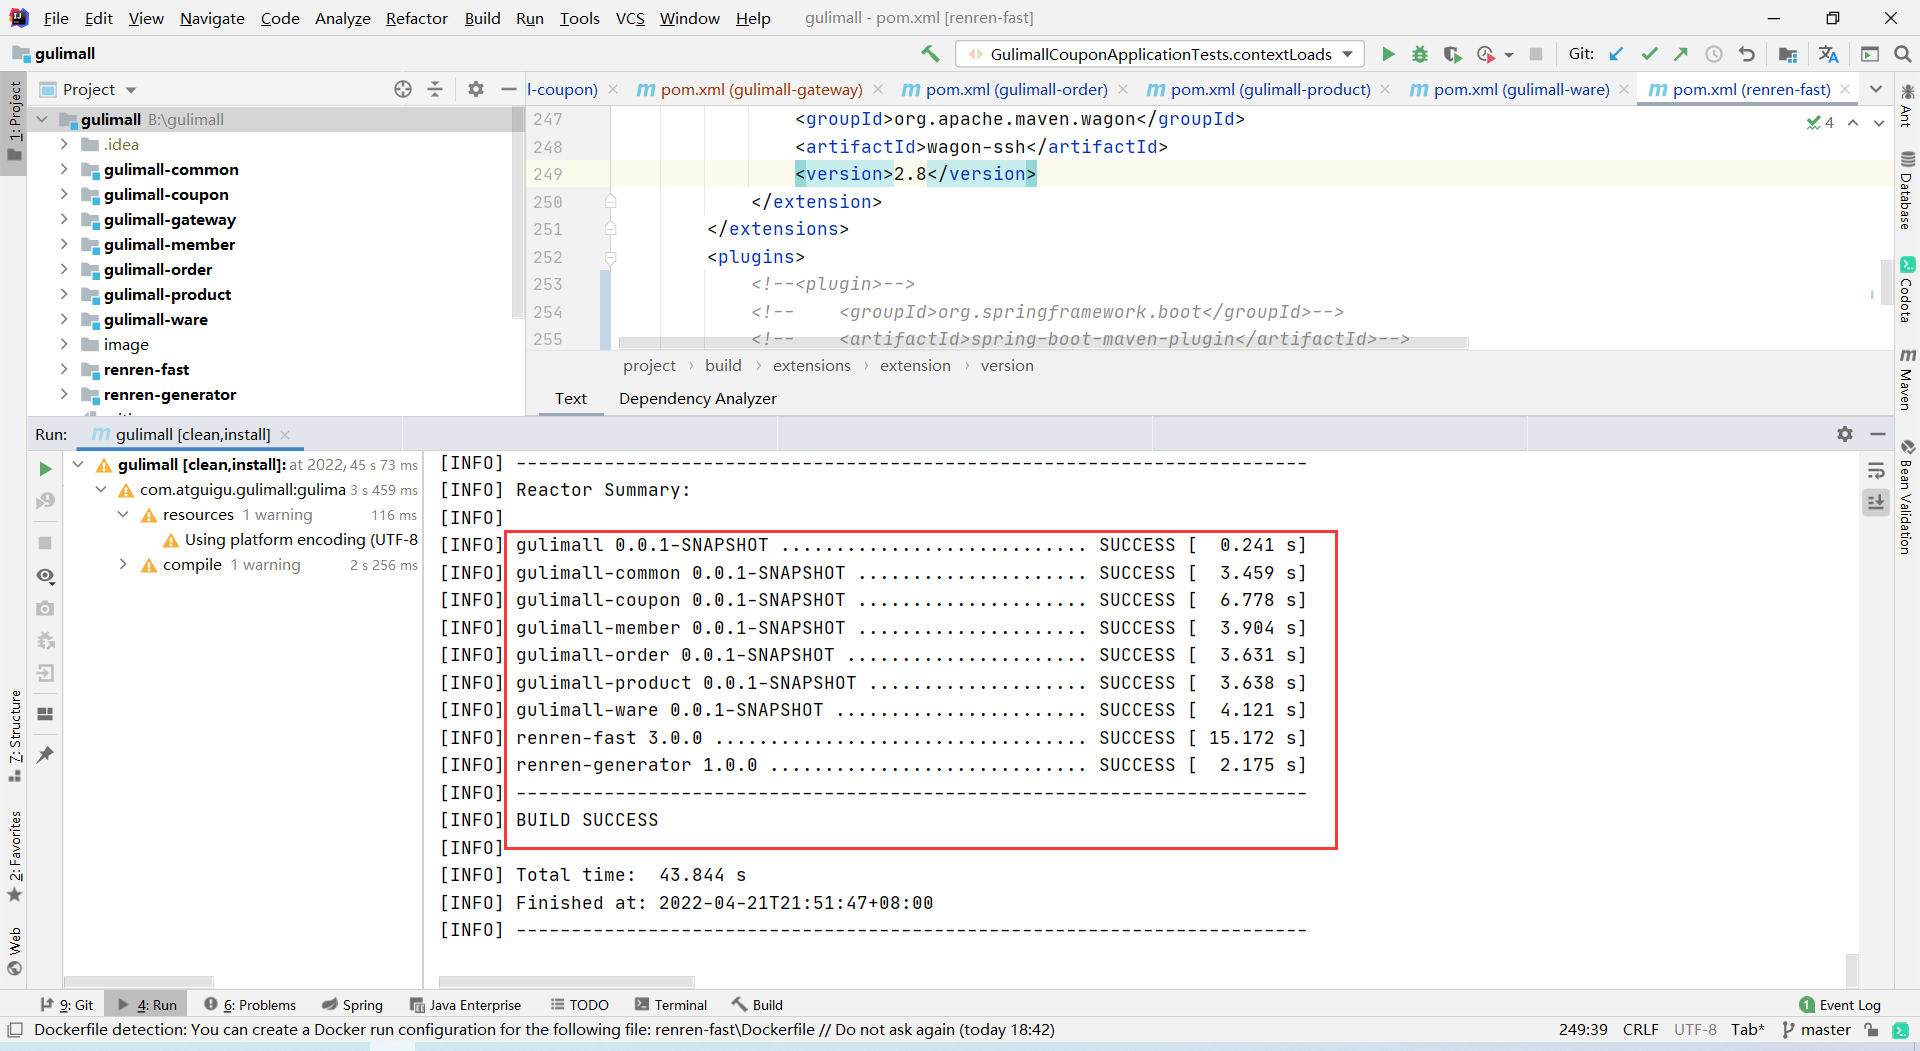 File Edit View Navigate Code Analyze Refactor Build Run Tools VCS Window Help gulimall - pom.xml [renren-fast]
gulimall
GulimallCouponApplicationTests.contextLoads
Git:
1: Project
Project
l-coupon)
pom.xml (gulimall-gateway)
pom.xml (gulimall-order)
pom.xml (gulimall-product)
pom.xml (gulimall-ware)
pom.xml (renren-fast)
gulimall B:\gulimall
.idea
gulimall-common
gulimall-coupon
gulimall-gateway
gulimall-member
gulimall-order
gulimall-product
gulimall-ware
image
renren-fast
renren-generator
247 <groupId>org.apache.maven.wagon</groupId>
248 <artifactId>wagon-ssh</artifactId>
249 <version>2.8</version>
250 </extension>
251 </extensions>
252 <plugins>
253 <!--<plugin>-->
254 <!--    <groupId>org.springframework.boot</groupId>-->
255 <!--    <artifactId>spring-boot-maven-plugin</artifactId>-->
4
project › build › extensions › extension › version
Text Dependency Analyzer
Ant
Database
Codota
Maven
Bean Validation
Run: gulimall [clean,install]
gulimall [clean,install]: at 2022/ 45 s 73 ms
com.atguigu.gulimall:gulima 3 s 459 ms
resources 1 warning 116 ms
Using platform encoding (UTF-8
compile 1 warning 2 s 256 ms
[INFO] ------------------------------------------------------------------------
[INFO] Reactor Summary:
[INFO]
[INFO] gulimall 0.0.1-SNAPSHOT ............................ SUCCESS [  0.241 s]
[INFO] gulimall-common 0.0.1-SNAPSHOT ..................... SUCCESS [  3.459 s]
[INFO] gulimall-coupon 0.0.1-SNAPSHOT ..................... SUCCESS [  6.778 s]
[INFO] gulimall-member 0.0.1-SNAPSHOT ..................... SUCCESS [  3.904 s]
[INFO] gulimall-order 0.0.1-SNAPSHOT ...................... SUCCESS [  3.631 s]
[INFO] gulimall-product 0.0.1-SNAPSHOT .................... SUCCESS [  3.638 s]
[INFO] gulimall-ware 0.0.1-SNAPSHOT ....................... SUCCESS [  4.121 s]
[INFO] renren-fast 3.0.0 .................................. SUCCESS [ 15.172 s]
[INFO] renren-generator 1.0.0 ............................. SUCCESS [  2.175 s]
[INFO] ------------------------------------------------------------------------
[INFO] BUILD SUCCESS
[INFO]
[INFO] Total time:  43.844 s
[INFO] Finished at: 2022-04-21T21:51:47+08:00
[INFO] ------------------------------------------------------------------------
7: Structure
2: Favorites
Web
9: Git 4: Run 6: Problems Spring Java Enterprise TODO Terminal Build 1 Event Log
Dockerfile detection: You can create a Docker run configuration for the following file: renren-fast\Dockerfile // Do not ask again (today 18:42) 249:39 CRLF UTF-8 Tab* master